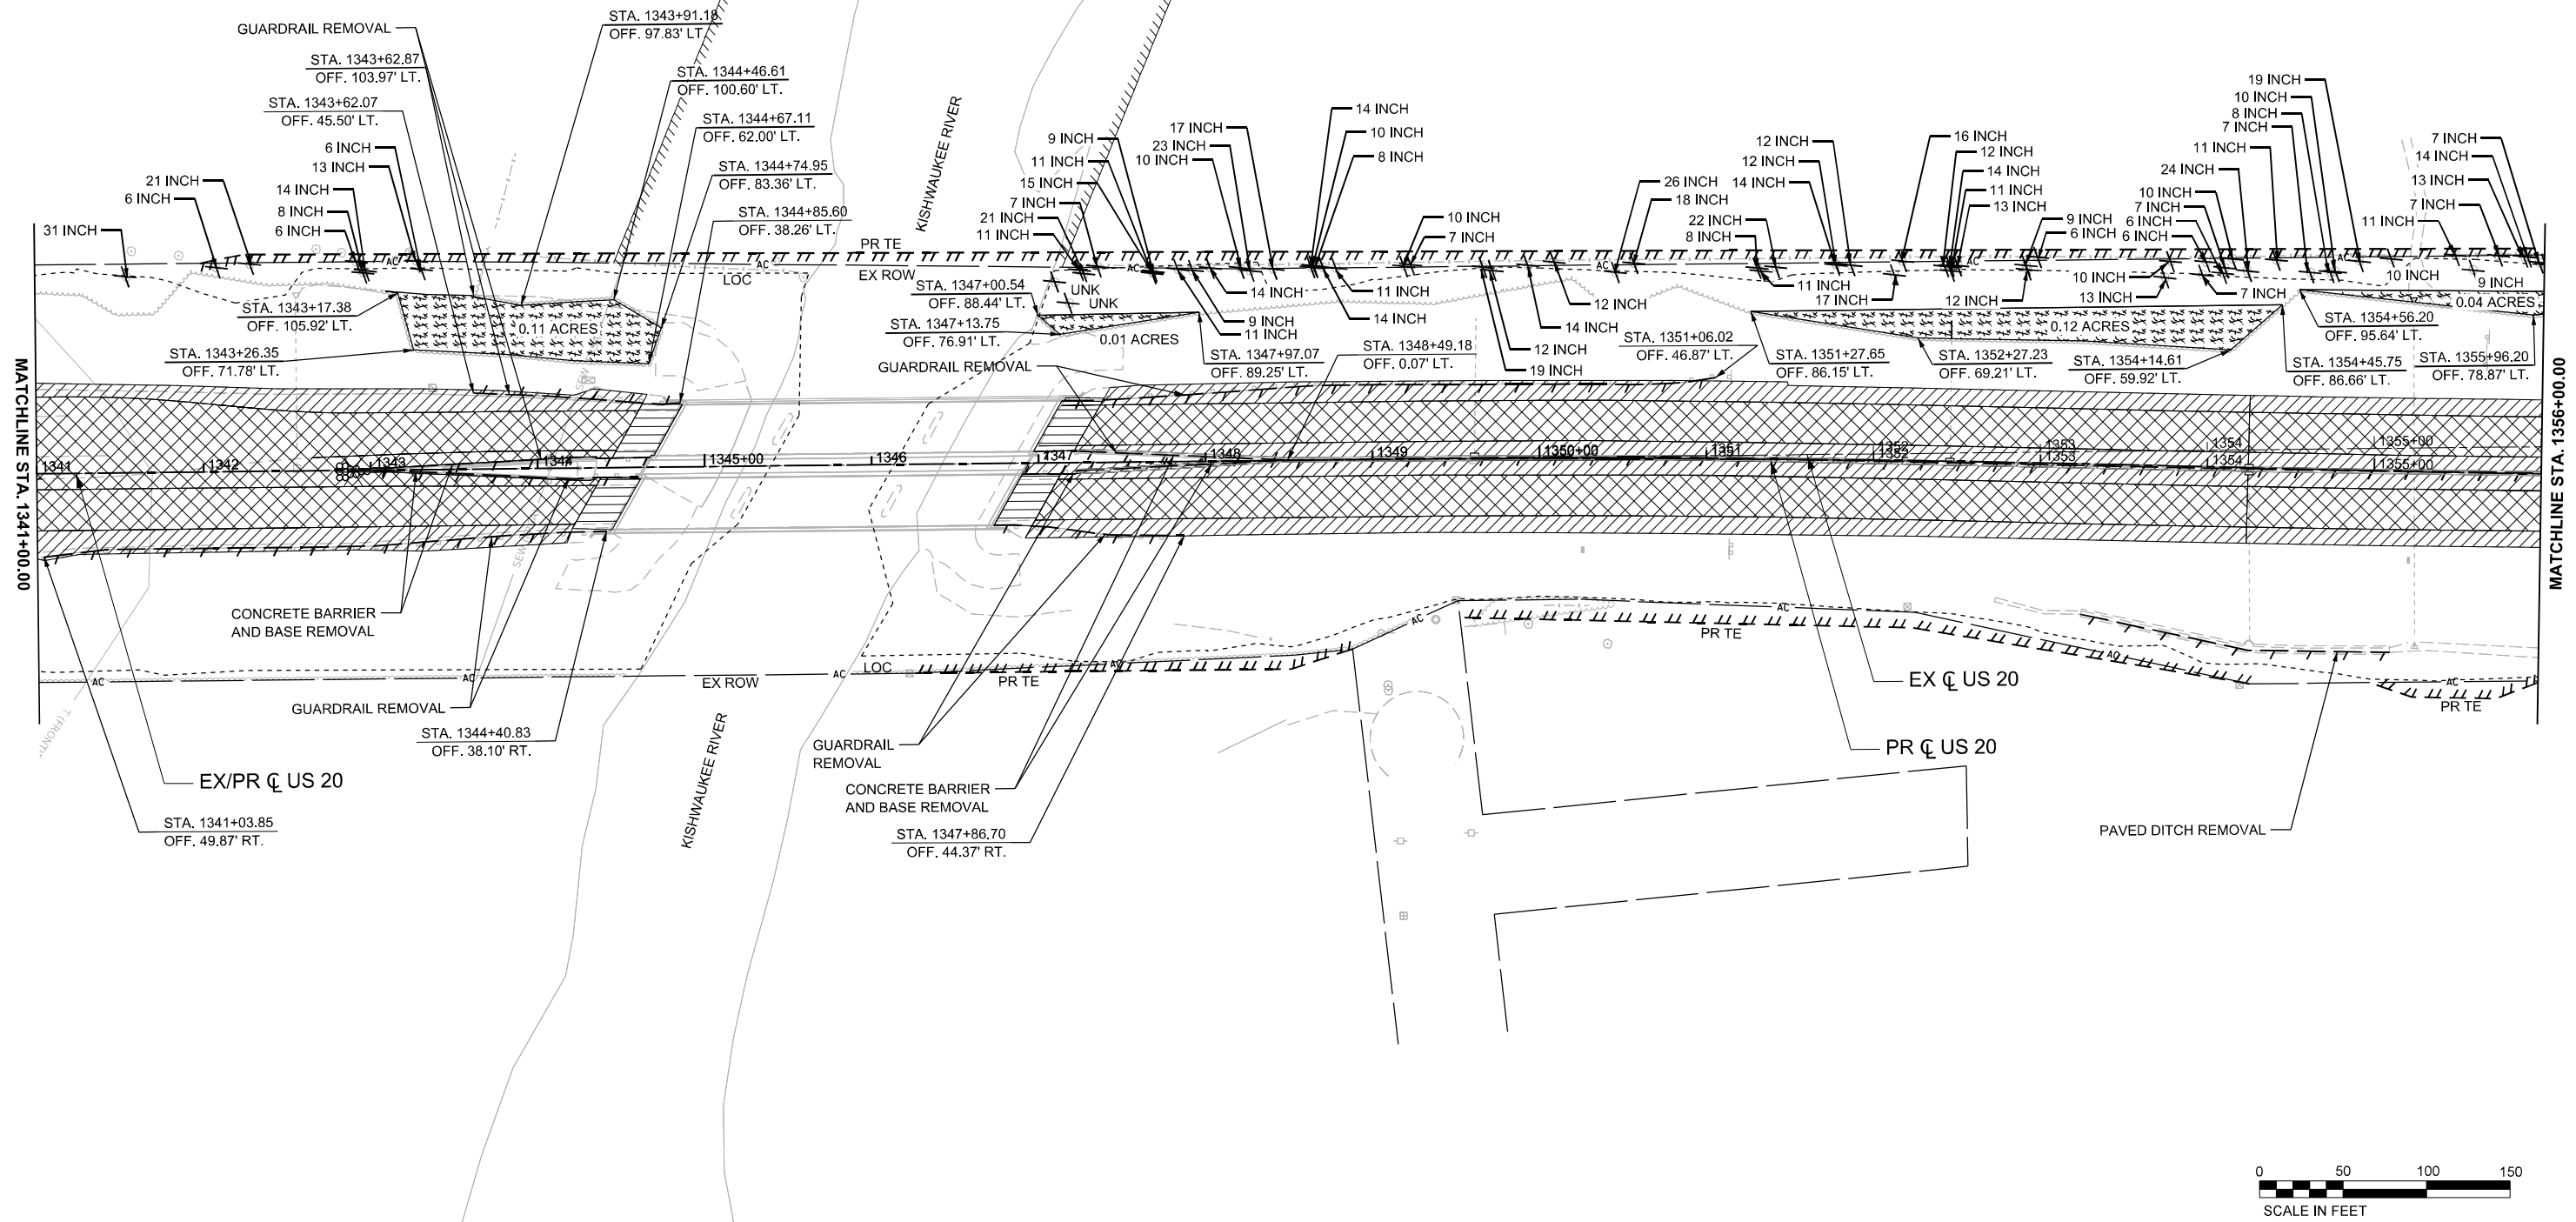 GUARDRAIL REMOVAL
STA. 1343+91.18
OFF. 97.83' LT.
STA. 1343+62.87
OFF. 103.97' LT.
STA. 1344+46.61
OFF. 100.60' LT.
STA. 1343+62.07
OFF. 45.50' LT.
STA. 1344+67.11
OFF. 62.00' LT.
STA. 1344+74.95
OFF. 83.36' LT.
STA. 1344+85.60
OFF. 38.26' LT.
6 INCH
13 INCH
21 INCH
6 INCH
14 INCH
8 INCH
6 INCH
31 INCH
KISHWAUKEE RIVER
9 INCH
11 INCH
15 INCH
7 INCH
21 INCH
11 INCH
17 INCH
23 INCH
10 INCH
14 INCH
10 INCH
8 INCH
10 INCH
7 INCH
26 INCH
18 INCH
12 INCH
12 INCH
14 INCH
22 INCH
8 INCH
16 INCH
12 INCH
14 INCH
11 INCH
13 INCH
9 INCH
6 INCH
19 INCH
10 INCH
8 INCH
7 INCH
11 INCH
24 INCH
10 INCH
7 INCH
6 INCH
6 INCH
7 INCH
14 INCH
13 INCH
7 INCH
11 INCH
PR TE
EX ROW
LOC
AC
AC
AC
AC
AC
AC
UNK
UNK
14 INCH
11 INCH
9 INCH
11 INCH
14 INCH
12 INCH
14 INCH
12 INCH
19 INCH
11 INCH
17 INCH
12 INCH
10 INCH
13 INCH
7 INCH
10 INCH
9 INCH
STA. 1343+17.38
OFF. 105.92' LT.
0.11 ACRES
STA. 1343+26.35
OFF. 71.78' LT.
STA. 1347+00.54
OFF. 88.44' LT.
STA. 1347+13.75
OFF. 76.91' LT.
0.01 ACRES
GUARDRAIL REMOVAL
STA. 1347+97.07
OFF. 89.25' LT.
STA. 1348+49.18
OFF. 0.07' LT.
STA. 1351+06.02
OFF. 46.87' LT.
STA. 1351+27.65
OFF. 86.15' LT.
0.12 ACRES
STA. 1352+27.23
OFF. 69.21' LT.
STA. 1354+14.61
OFF. 59.92' LT.
STA. 1354+56.20
OFF. 95.64' LT.
STA. 1354+45.75
OFF. 86.66' LT.
0.04 ACRES
STA. 1355+96.20
OFF. 78.87' LT.
MATCHLINE STA. 1341+00.00
MATCHLINE STA. 1356+00.00
1341
1342
1343
1344
1345+00
1346
1347
1348
1349
1350+00
1351
1352
1353
1354
1355+00
1352
1353
1354
1355+00
SEW
SEW
CONCRETE BARRIER
AND BASE REMOVAL
GUARDRAIL REMOVAL
STA. 1344+40.83
OFF. 38.10' RT.
EX/PR ℄ US 20
STA. 1341+03.85
OFF. 49.87' RT.
T(FRONT)
AC
AC
EX ROW
AC
LOC
PR TE
AC
KISHWAUKEE RIVER
GUARDRAIL
REMOVAL
CONCRETE BARRIER
AND BASE REMOVAL
STA. 1347+86.70
OFF. 44.37' RT.
AC
AC
PR TE
AC
EX ℄ US 20
PR ℄ US 20
AC
PR TE
PAVED DITCH REMOVAL
0 50 100 150
SCALE IN FEET